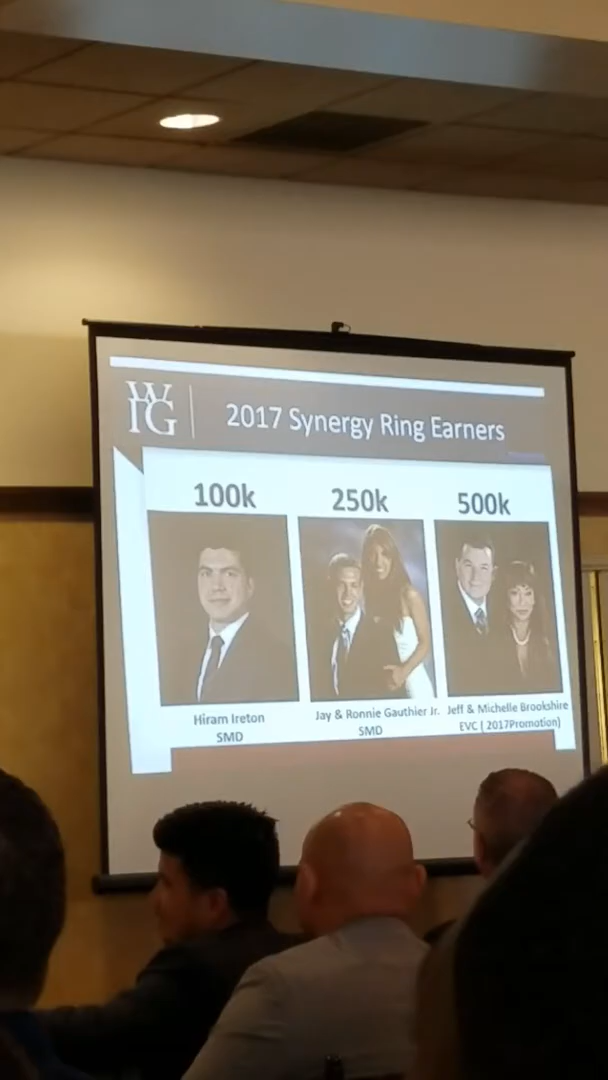 WIG
2017 Synergy Ring Earners
100k
250k
500k
Hiram Ireton
SMD
Jay & Ronnie Gauthier Jr.
SMD
Jeff & Michelle Brookshire
EVC ( 2017Promotion)